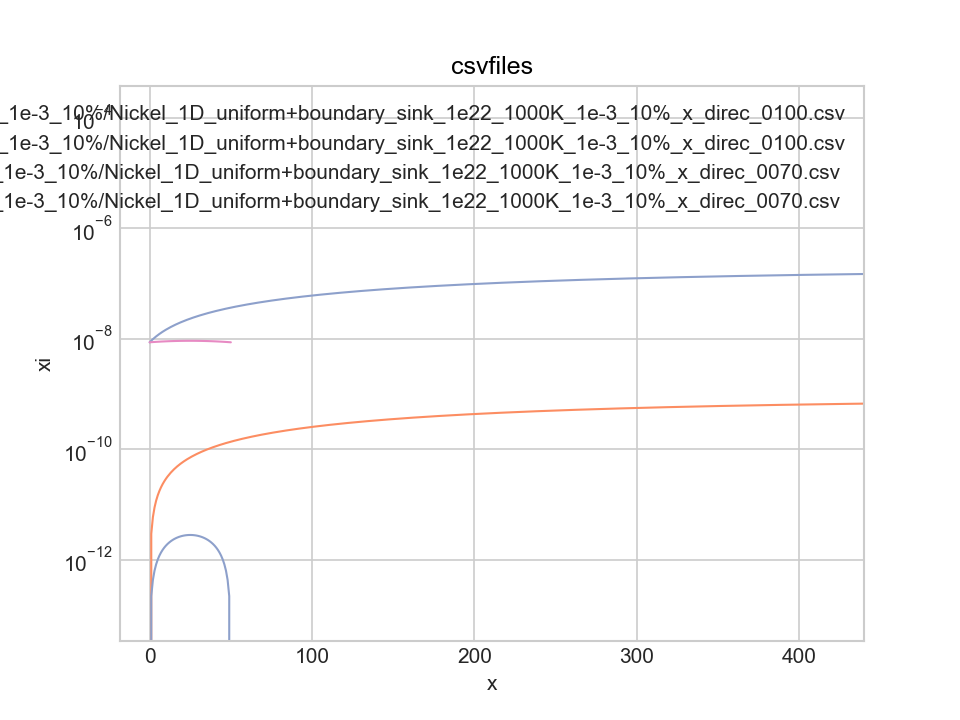 csvfiles
_1e-3_10%/Nickel_1D_uniform+boundary_sink_1e22_1000K_1e-3_10%_x_direc_0100.csv
_1e-3_10%/Nickel_1D_uniform+boundary_sink_1e22_1000K_1e-3_10%_x_direc_0100.csv
_1e-3_10%/Nickel_1D_uniform+boundary_sink_1e22_1000K_1e-3_10%_x_direc_0070.csv
_1e-3_10%/Nickel_1D_uniform+boundary_sink_1e22_1000K_1e-3_10%_x_direc_0070.csv
10⁻⁴
10⁻⁶
10⁻⁸
10⁻¹⁰
10⁻¹²
xi
0 100 200 300 400
x